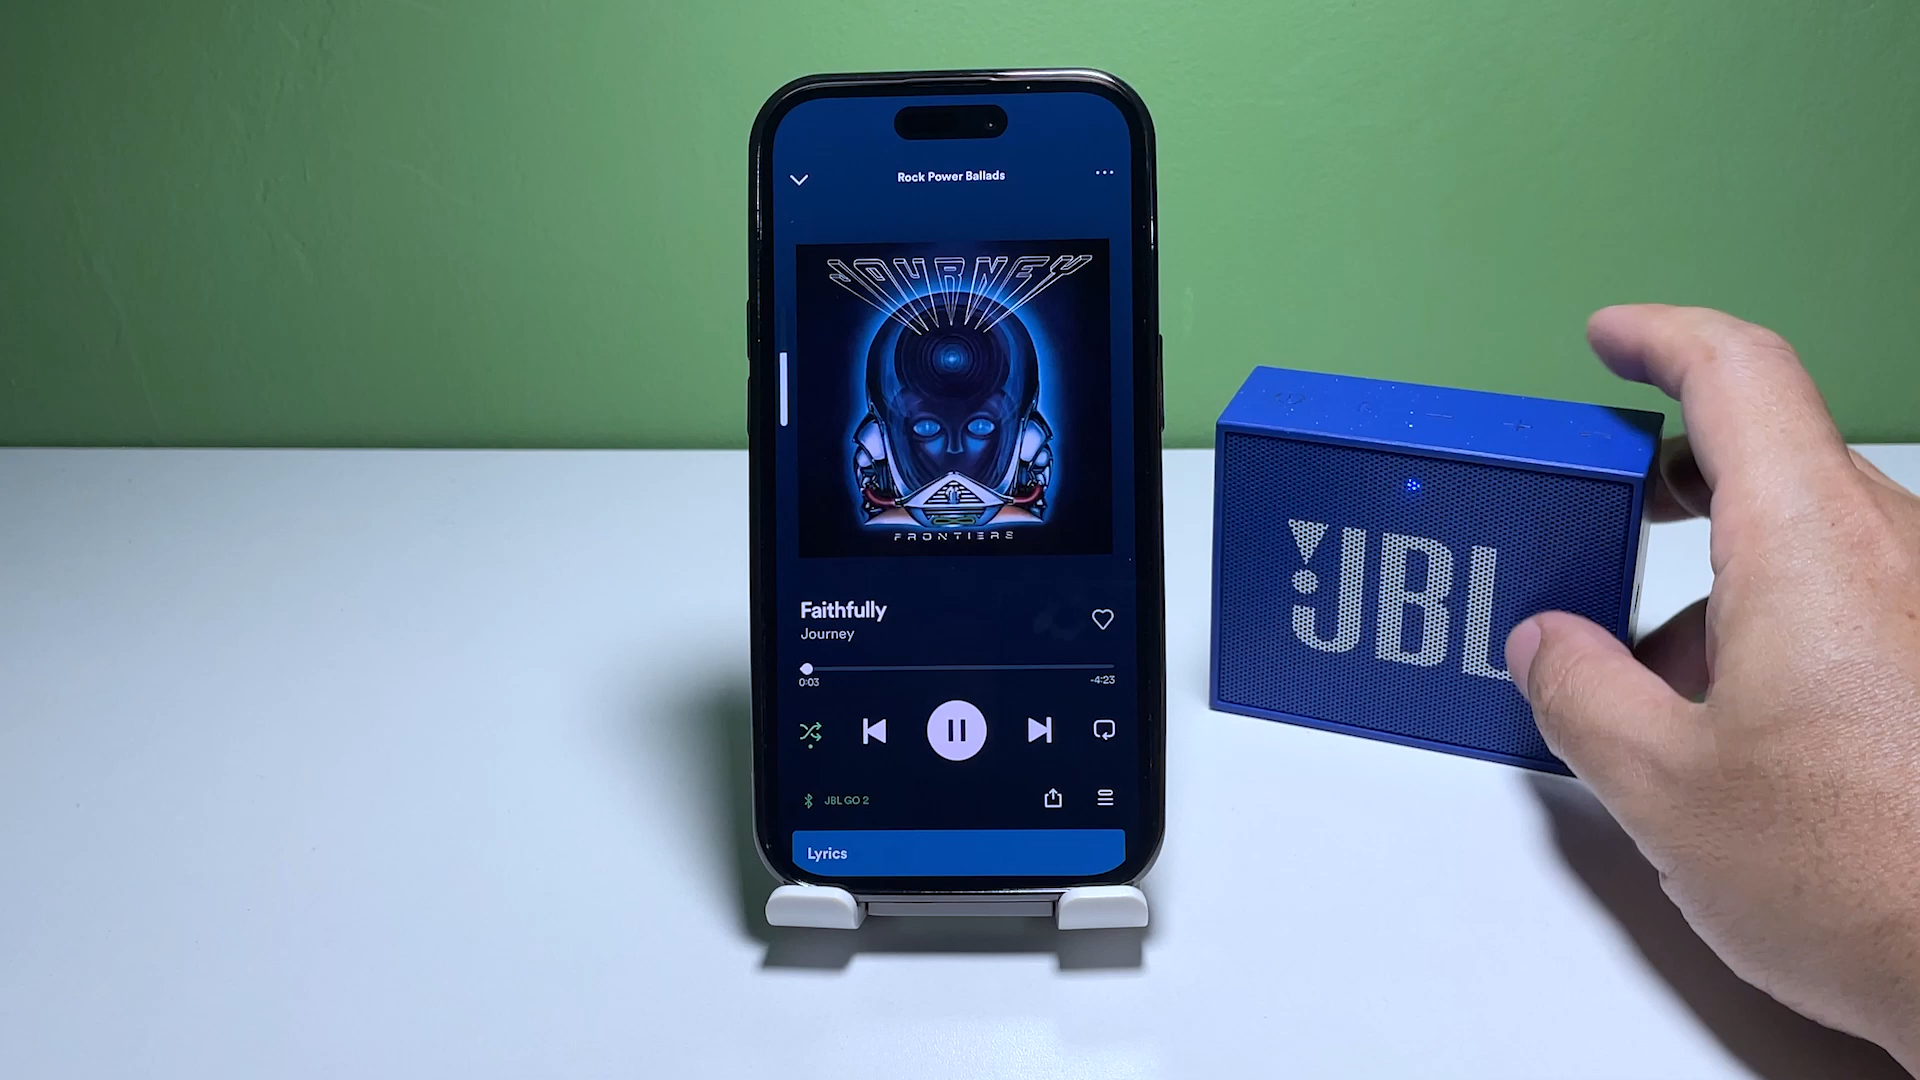 Rock Power Ballads
JOURNEY
FRONTIERS
Faithfully
Journey
0:03
-4:23
JBL GO 2
Lyrics
JBL